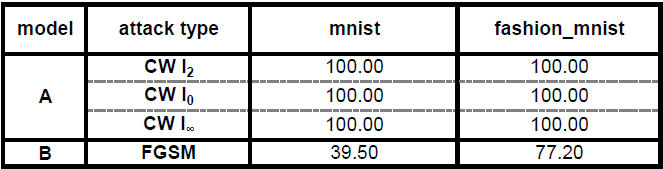 model attack type mnist fashion_mnist
CW l₂ 100.00 100.00
A CW l₀ 100.00 100.00
CW l∞ 100.00 100.00
B FGSM 39.50 77.20